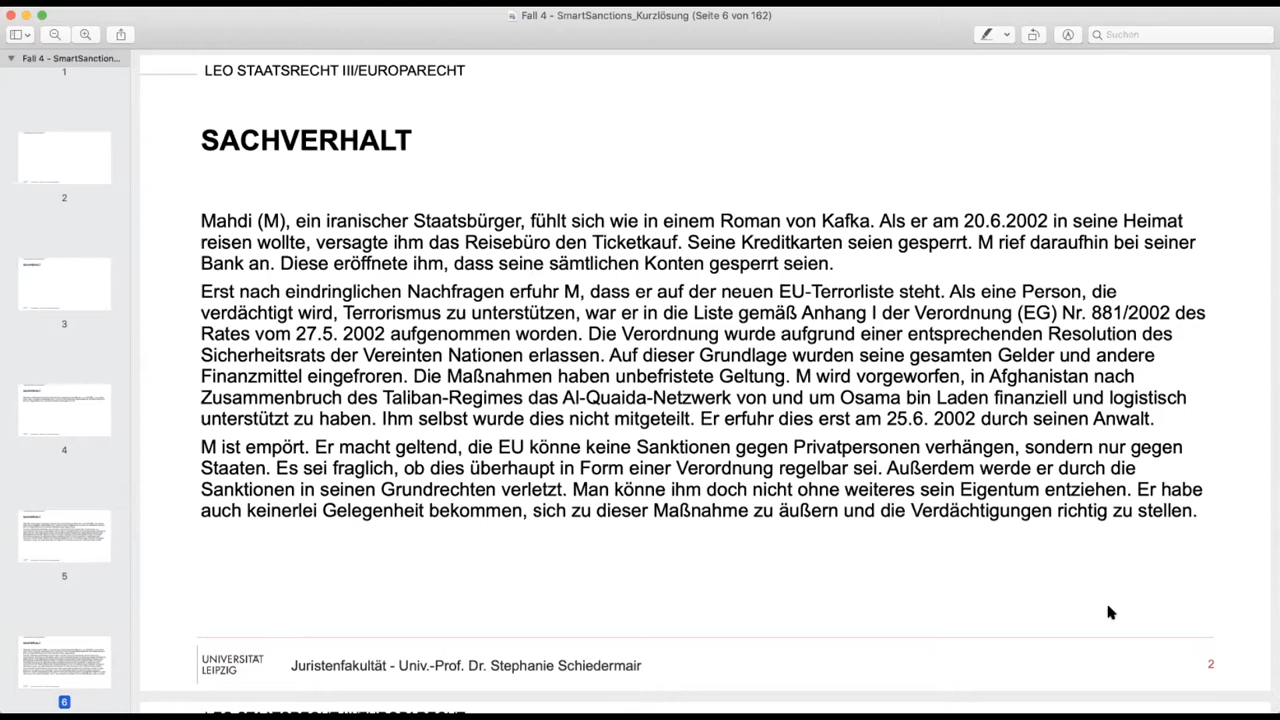 Fall 4 - SmartSanctions_Kurzlösung (Seite 6 von 162)
Suchen
Fall 4 - SmartSanction...
1
2
3
4
5
6
LEO STAATSRECHT III/EUROPARECHT
SACHVERHALT
Mahdi (M), ein iranischer Staatsbürger, fühlt sich wie in einem Roman von Kafka. Als er am 20.6.2002 in seine Heimat
reisen wollte, versagte ihm das Reisebüro den Ticketkauf. Seine Kreditkarten seien gesperrt. M rief daraufhin bei seiner
Bank an. Diese eröffnete ihm, dass seine sämtlichen Konten gesperrt seien.
Erst nach eindringlichen Nachfragen erfuhr M, dass er auf der neuen EU-Terrorliste steht. Als eine Person, die
verdächtigt wird, Terrorismus zu unterstützen, war er in die Liste gemäß Anhang I der Verordnung (EG) Nr. 881/2002 des
Rates vom 27.5. 2002 aufgenommen worden. Die Verordnung wurde aufgrund einer entsprechenden Resolution des
Sicherheitsrats der Vereinten Nationen erlassen. Auf dieser Grundlage wurden seine gesamten Gelder und andere
Finanzmittel eingefroren. Die Maßnahmen haben unbefristete Geltung. M wird vorgeworfen, in Afghanistan nach
Zusammenbruch des Taliban-Regimes das Al-Quaida-Netzwerk von und um Osama bin Laden finanziell und logistisch
unterstützt zu haben. Ihm selbst wurde dies nicht mitgeteilt. Er erfuhr dies erst am 25.6. 2002 durch seinen Anwalt.
M ist empört. Er macht geltend, die EU könne keine Sanktionen gegen Privatpersonen verhängen, sondern nur gegen
Staaten. Es sei fraglich, ob dies überhaupt in Form einer Verordnung regelbar sei. Außerdem werde er durch die
Sanktionen in seinen Grundrechten verletzt. Man könne ihm doch nicht ohne weiteres sein Eigentum entziehen. Er habe
auch keinerlei Gelegenheit bekommen, sich zu dieser Maßnahme zu äußern und die Verdächtigungen richtig zu stellen.
UNIVERSITÄT
LEIPZIG
Juristenfakultät - Univ.-Prof. Dr. Stephanie Schiedermair
2
LEO STAATSRECHT III/EUROPARECHT